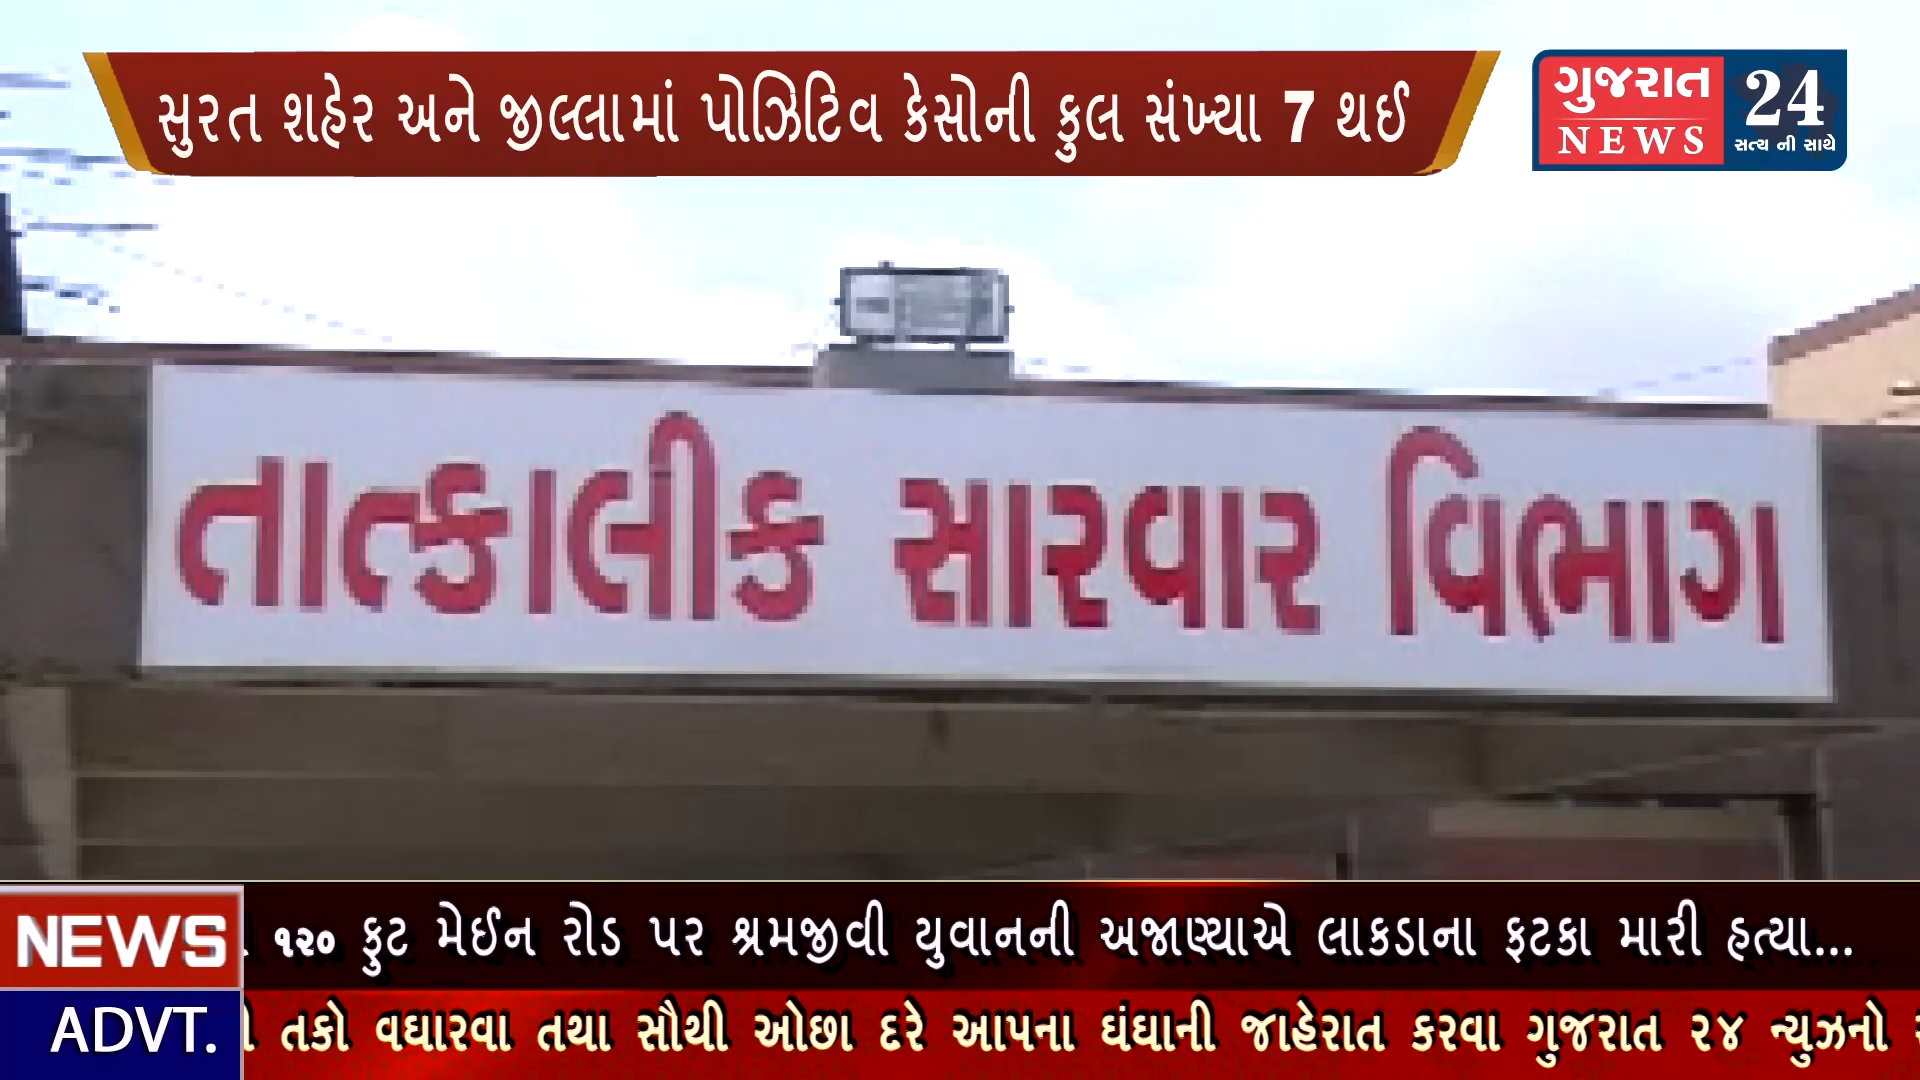 સુરત શહેર અને જીલ્લામાં પોઝિટિવ કેસોની કુલ સંખ્યા 7 થઈ
ગુજરાત
NEWS
24
સત્ય ની સાથે
તાત્કાલીક સારવાર વિભાગ
NEWS
૧૨૦ ફુટ મેઈન રોડ પર શ્રમજીવી યુવાનની અજાણ્યાએ લાકડાના ફટકા મારી હત્યા...
ADVT.
તકો વઘારવા તથા સૌથી ઓછા દરે આપના ઘંઘાની જાહેરાત કરવા ગુજરાત ૨૪ ન્યુઝનો